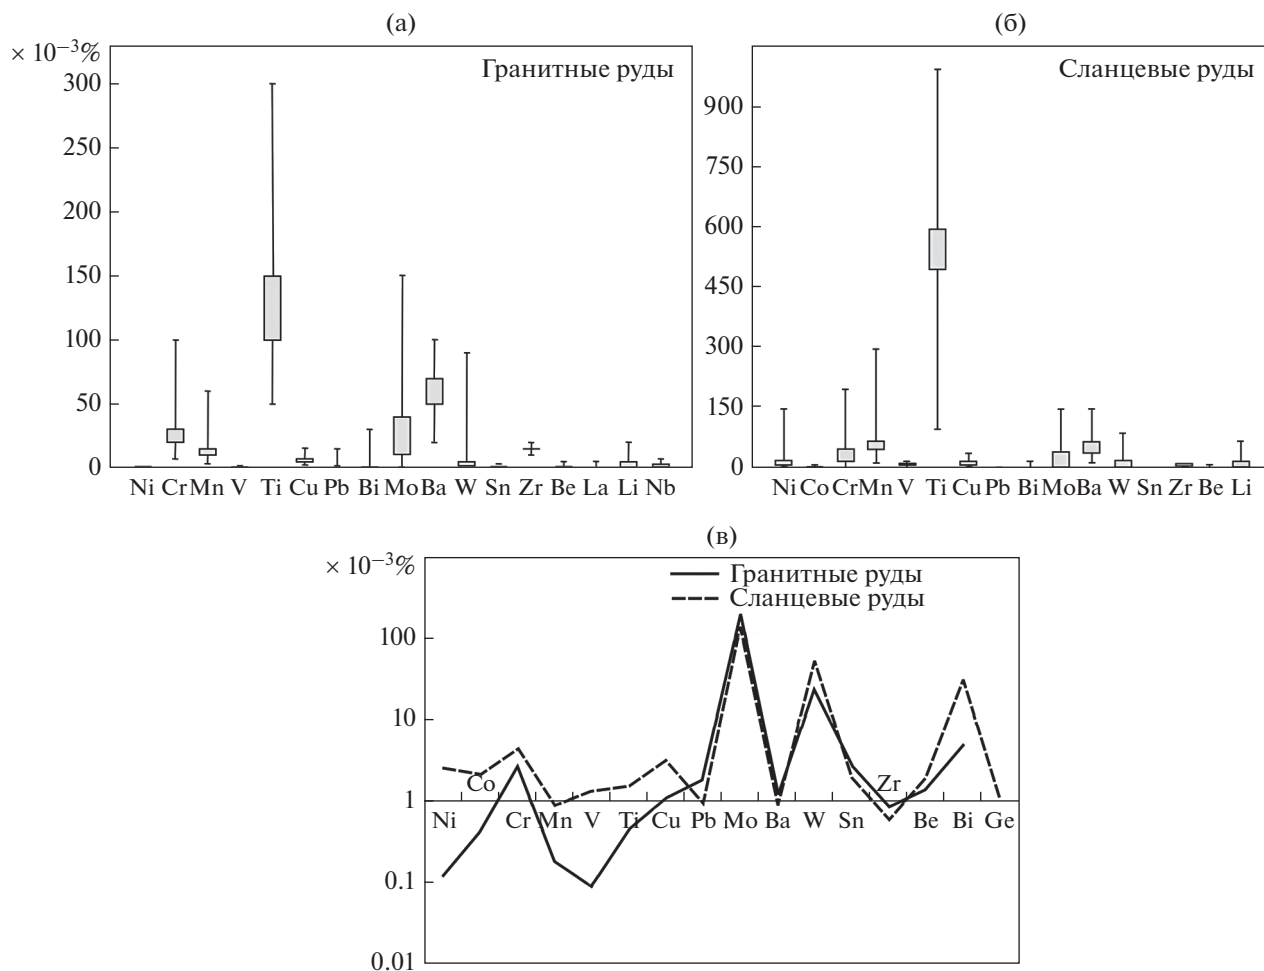 (а)
× 10⁻³%
Гранитные руды
300
250
200
150
100
50
0
Ni Cr Mn V Ti Cu Pb Bi Mo Ba W Sn Zr Be La Li Nb
(б)
Сланцевые руды
900
750
600
450
300
150
0
Ni Co Cr Mn V Ti Cu Pb Bi Mo Ba W Sn Zr Be Li
(в)
× 10⁻³%
Гранитные руды
Сланцевые руды
100
10
1
0.1
0.01
Ni Co Cr Mn V Ti Cu Pb Mo Ba W Sn Zr Be Bi Ge